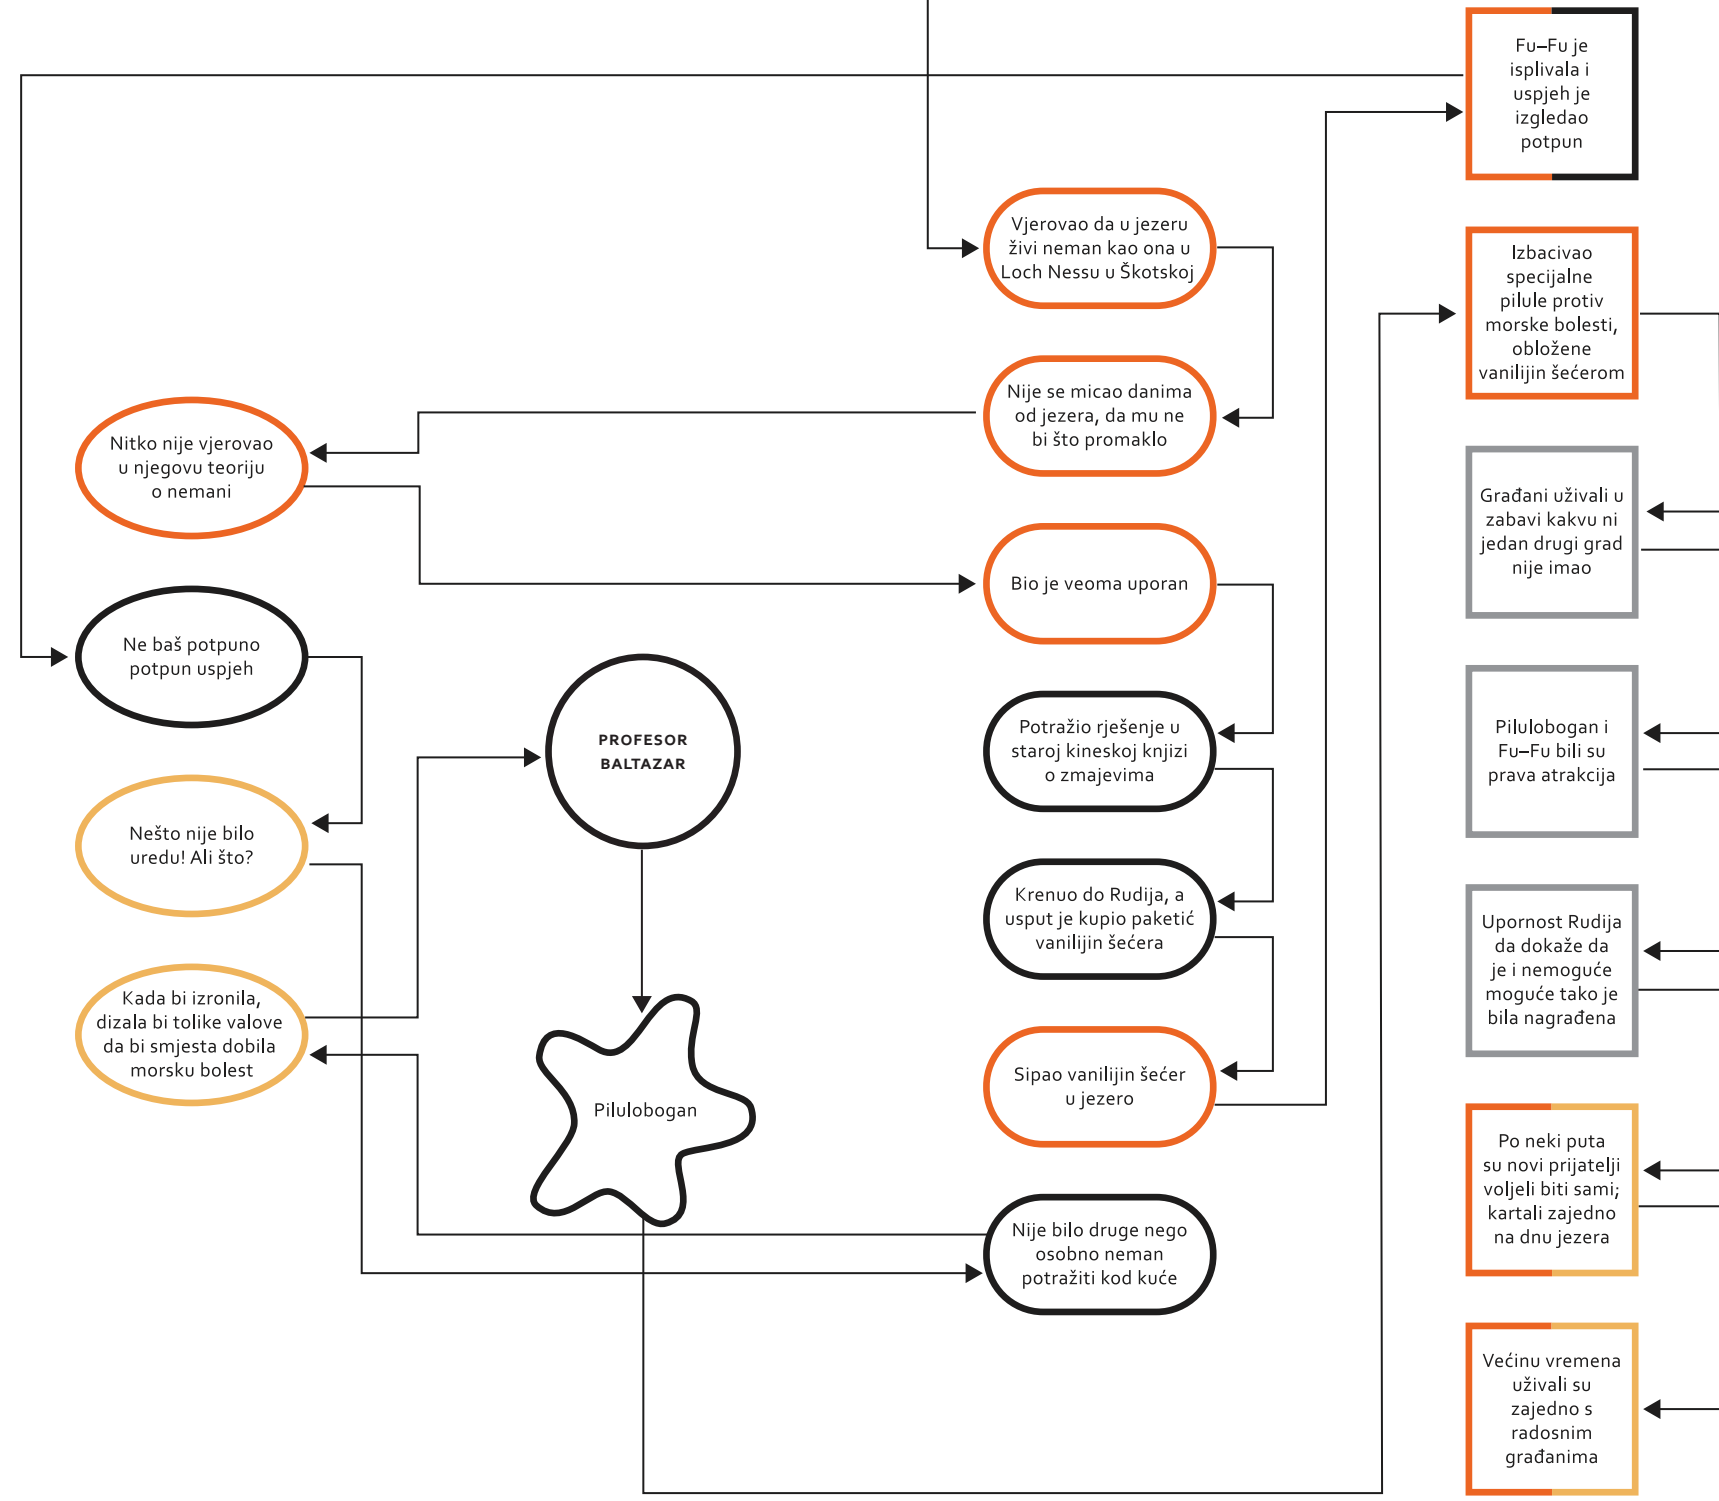 Fu–Fu je
isplivala i
uspjeh je
izgledao
potpun
Vjerovao da u jezeru
živi neman kao ona u
Loch Nessu u Škotskoj
Izbacivao
specijalne
pilule protiv
morske bolesti,
obložene
vanilijin šećerom
Nije se micao danima
od jezera, da mu ne
bi što promaklo
Nitko nije vjerovao
u njegovu teoriju
o nemani
Građani uživali u
zabavi kakvu ni
jedan drugi grad
nije imao
Bio je veoma uporan
Ne baš potpuno
potpun uspjeh
PROFESOR
BALTAZAR
Potražio rješenje u
staroj kineskoj knjizi
o zmajevima
Pilulobogan i
Fu–Fu bili su
prava atrakcija
Nešto nije bilo
uredu! Ali što?
Krenuo do Rudija, a
usput je kupio paketić
vanilijin šećera
Upornost Rudija
da dokaže da
je i nemoguće
moguće tako je
bila nagrađena
Kada bi izronila,
dizala bi tolike valove
da bi smjesta dobila
morsku bolest
Pilulobogan
Sipao vanilijin šećer
u jezero
Po neki puta
su novi prijatelji
voljeli biti sami;
kartali zajedno
na dnu jezera
Nije bilo druge nego
osobno neman
potražiti kod kuće
Većinu vremena
uživali su
zajedno s
radosnim
građanima